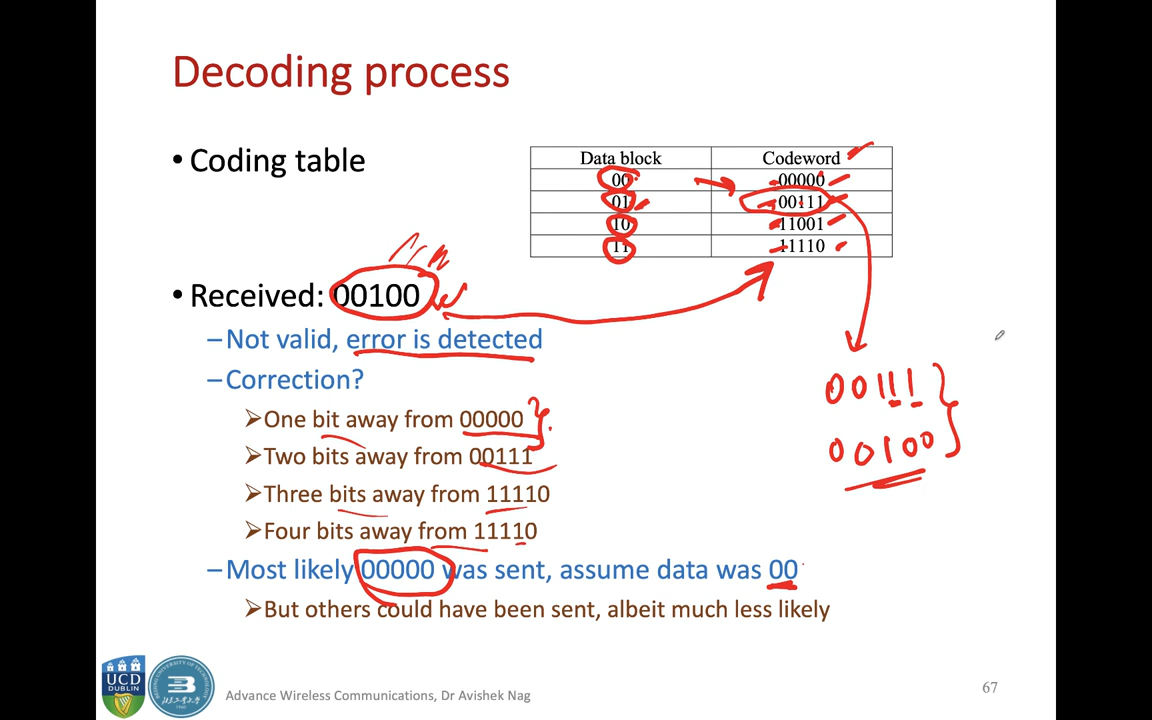 Decoding process
• Coding table
Data block Codeword
00 00000
01 00111
10 11001
11 11110
• Received: 00100
–Not valid, error is detected
–Correction?
➢One bit away from 00000
➢Two bits away from 00111
➢Three bits away from 11110
➢Four bits away from 11110
00111
00100
–Most likely 00000 was sent, assume data was 00
➢But others could have been sent, albeit much less likely
UCD
DUBLIN
Advance Wireless Communications, Dr Avishek Nag
67